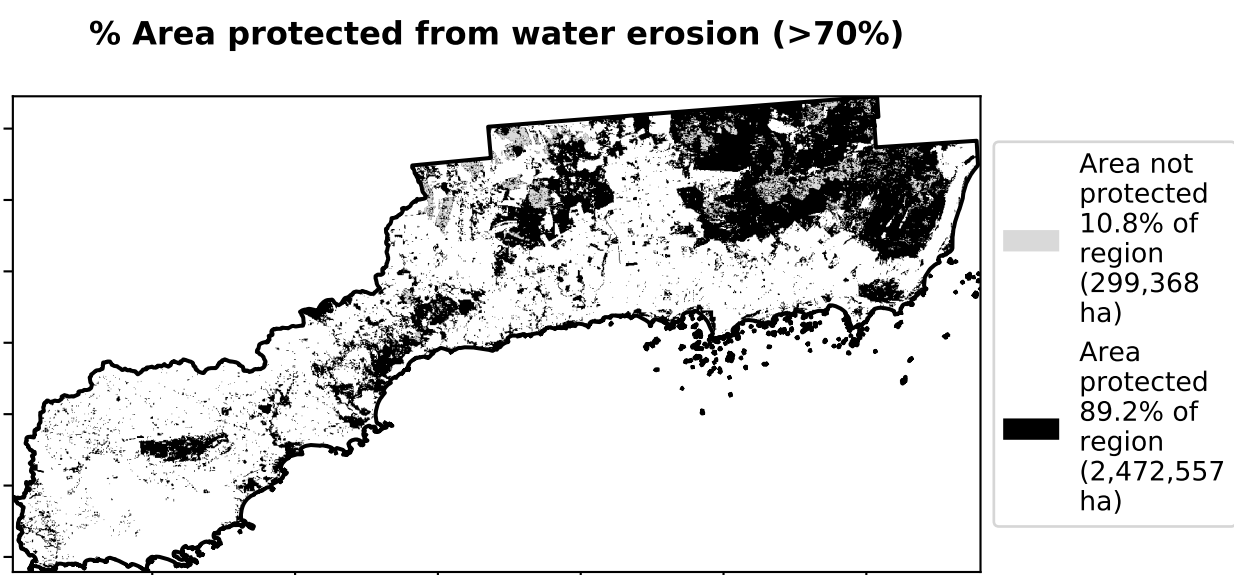 % Area protected from water erosion (>70%)
Area not
protected
10.8% of
region
(299,368
ha)
Area
protected
89.2% of
region
(2,472,557
ha)